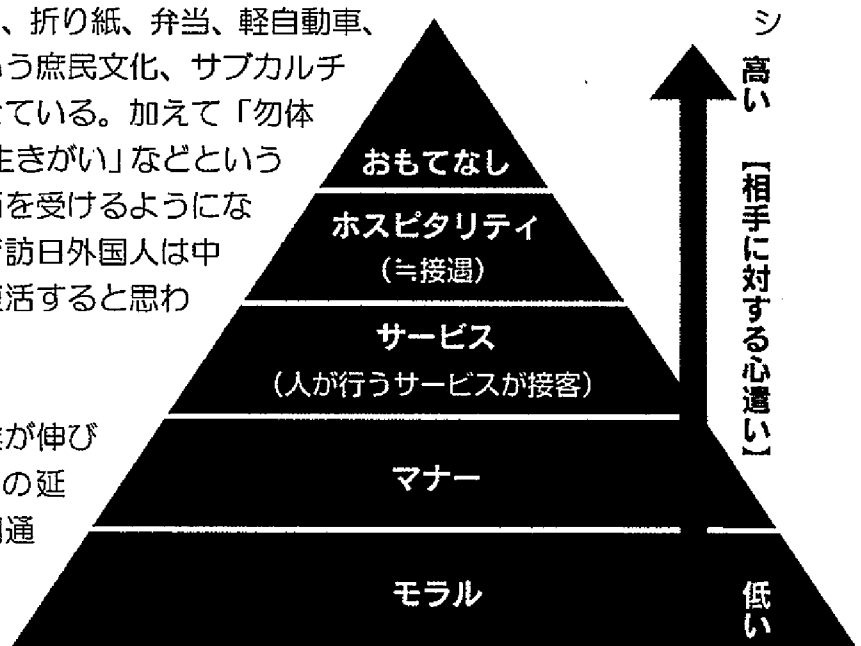 、折り紙、弁当、軽自動車、
う庶民文化、サブカルチ
ている。加えて「勿体
生きがい」などという
を受けるようにな
訪日外国人は中
活すると思わ
が伸び
の延
通
シ
おもてなし
ホスピタリティ
（≒接遇）
サービス
（人が行うサービスが接客）
マナー
モラル
高い
【相手に対する心遣い】
低い